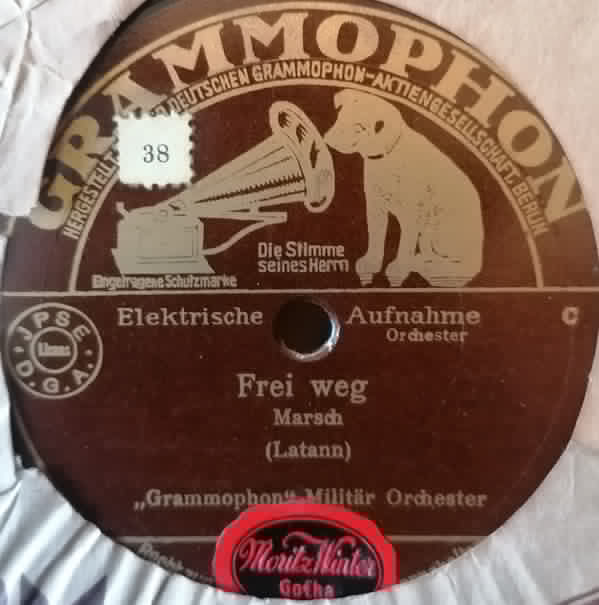 GRAMMOPHON
HERGESTELLT DEUTSCHEN GRAMMOPHON-AKTIENGESELLSCHAFT, BERLIN
38
Die Stimme
seines Herrn
Eingetragene Schutzmarke
Elektrische Aufnahme
Orchester
C
JPSE
D.G.A.
Frei weg
Marsch
(Latann)
„Grammophon“ Militär Orchester
Moritz Winter
Gotha